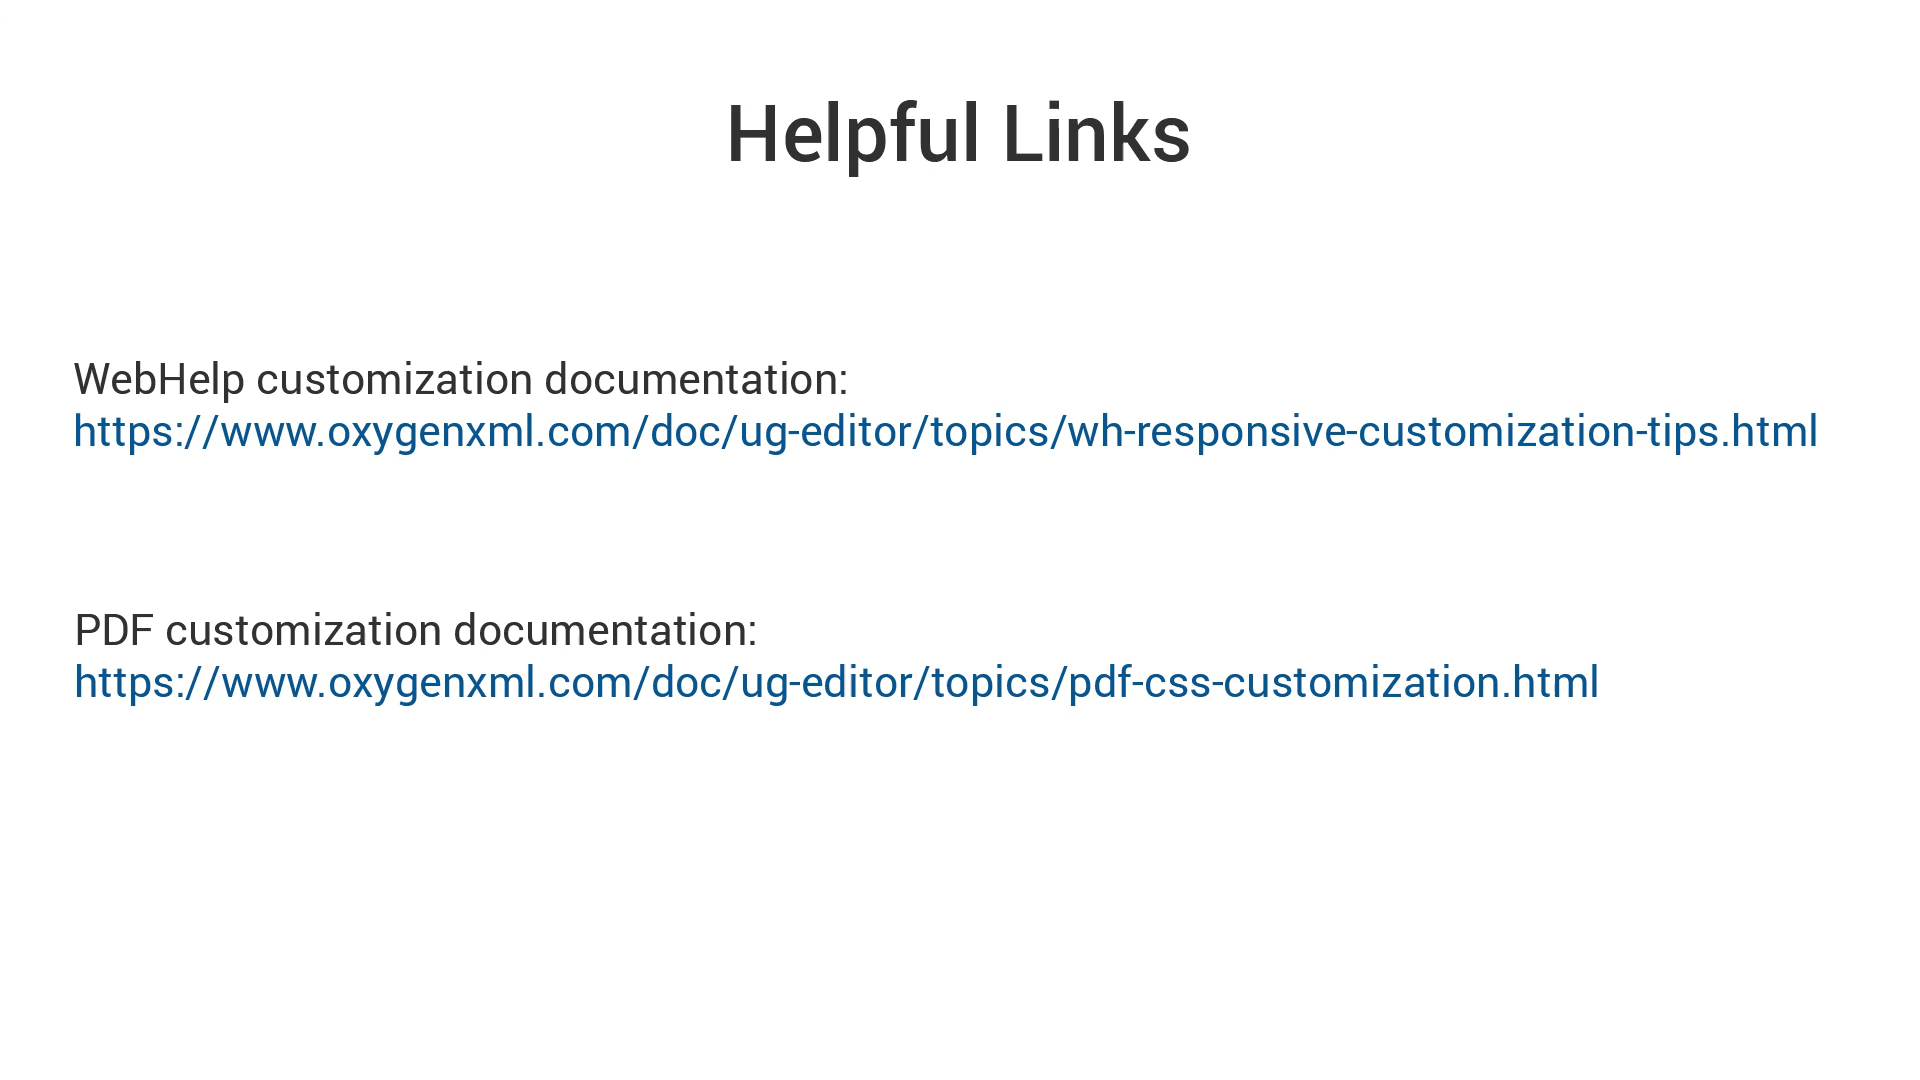 Helpful Links
WebHelp customization documentation:
https://www.oxygenxml.com/doc/ug-editor/topics/wh-responsive-customization-tips.html
PDF customization documentation:
https://www.oxygenxml.com/doc/ug-editor/topics/pdf-css-customization.html